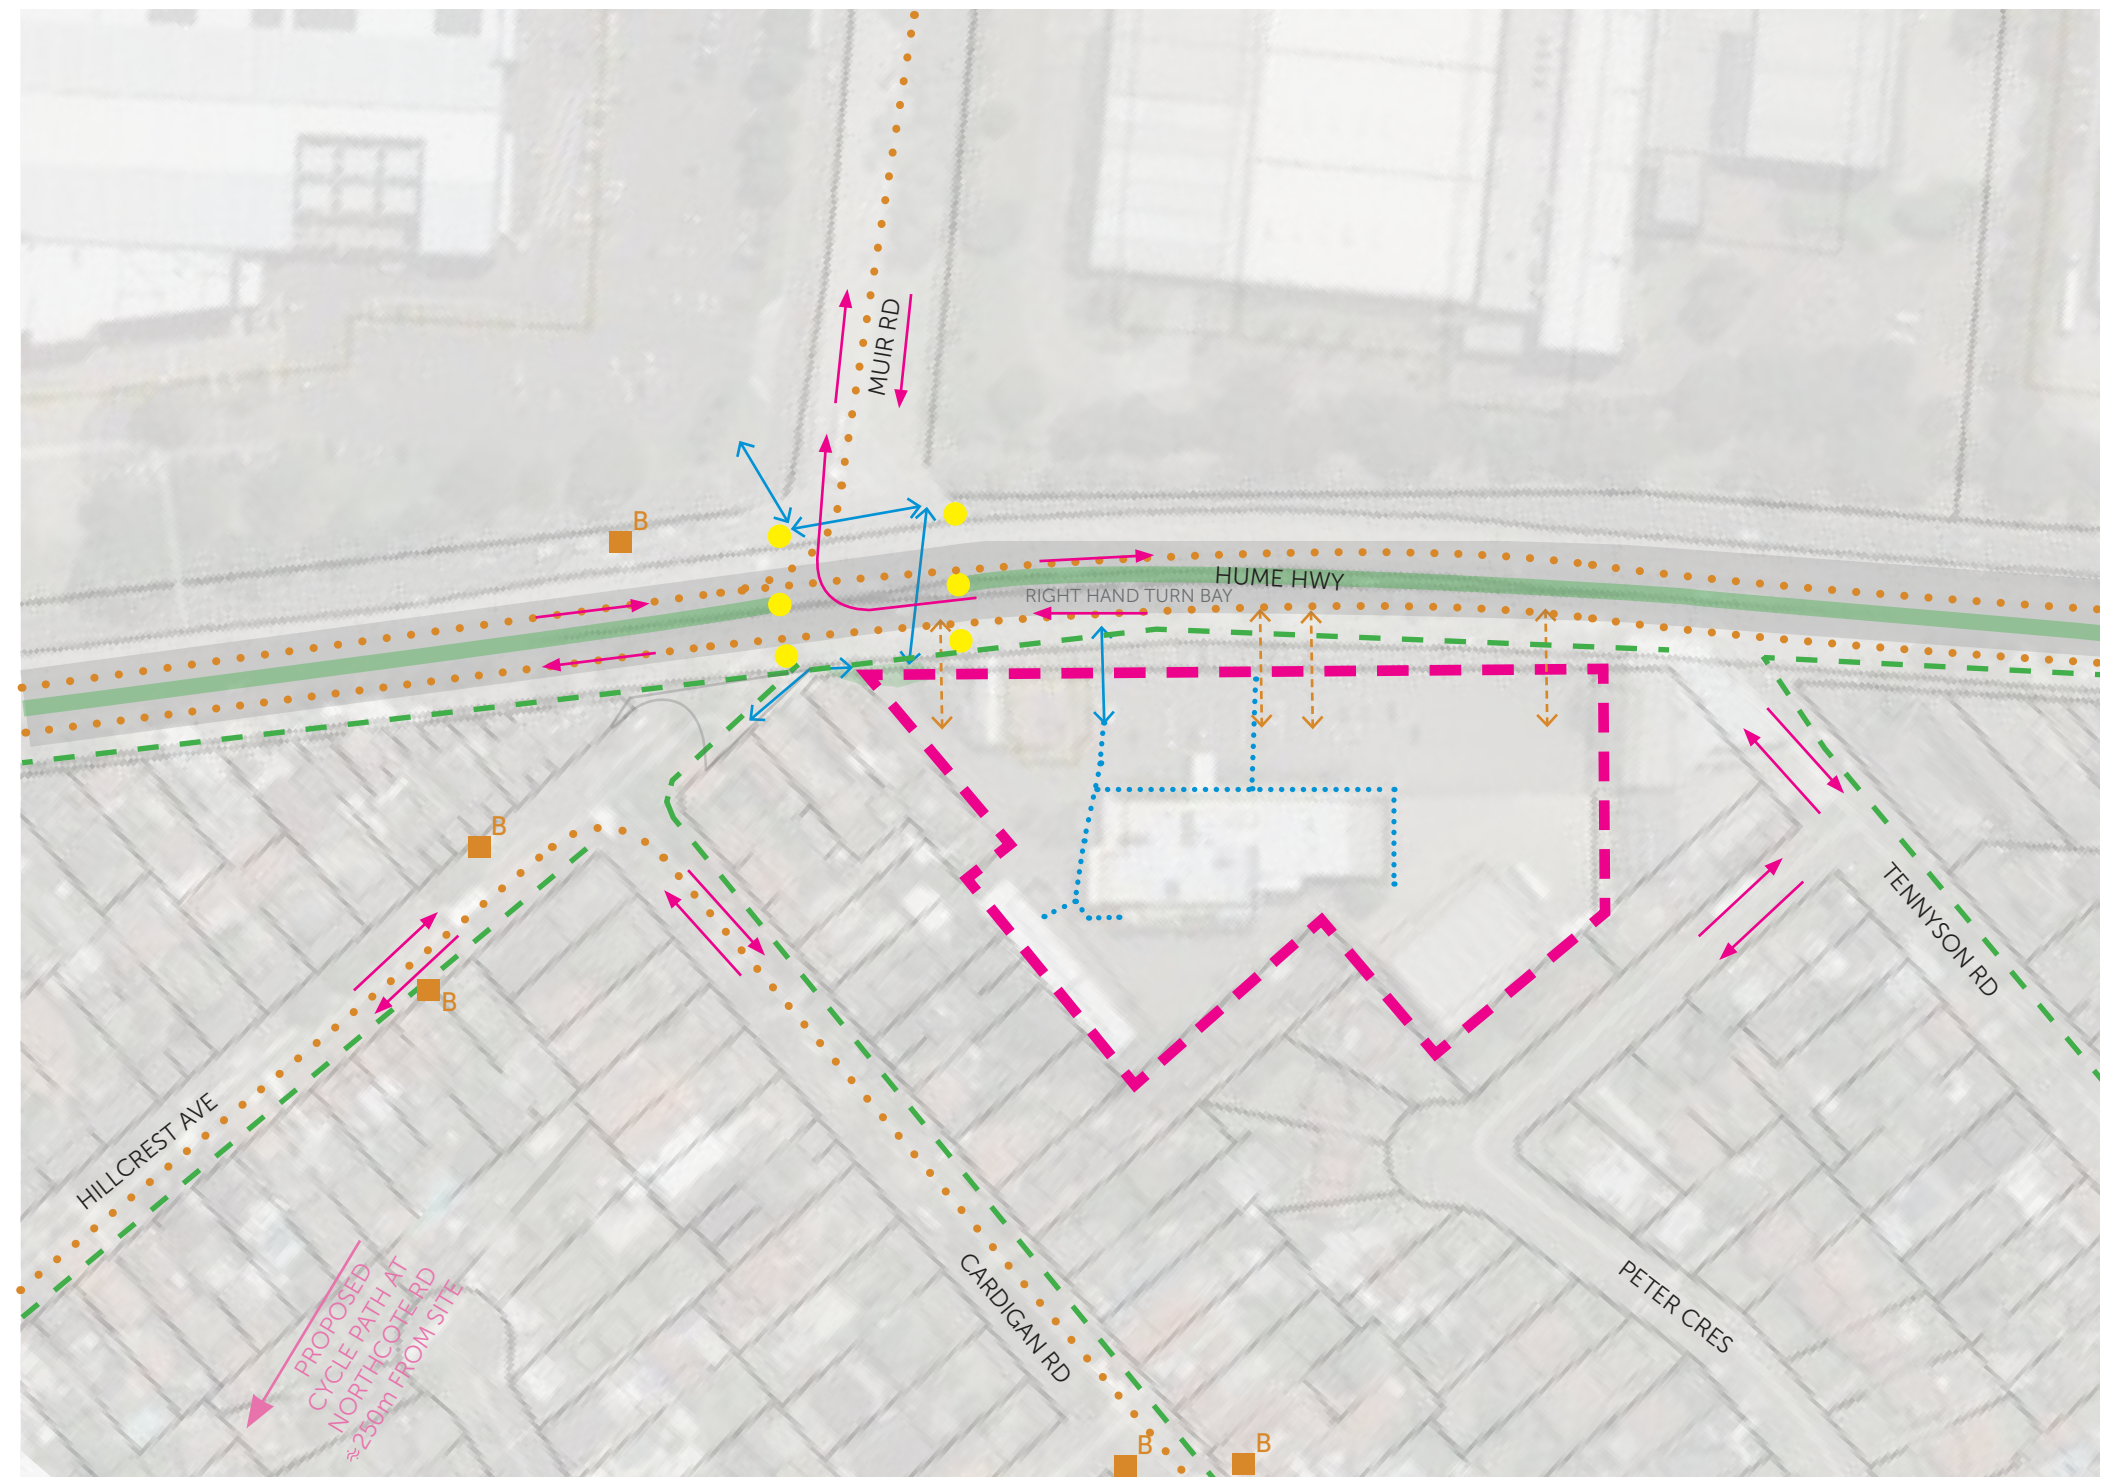 MUIR RD
B
HUME HWY
RIGHT HAND TURN BAY
B
B
TENNYSON RD
HILLCREST AVE
PROPOSED
CYCLE PATH AT
NORTHCOTE RD
≈250m FROM SITE
CARDIGAN RD
PETER CRES
B
B